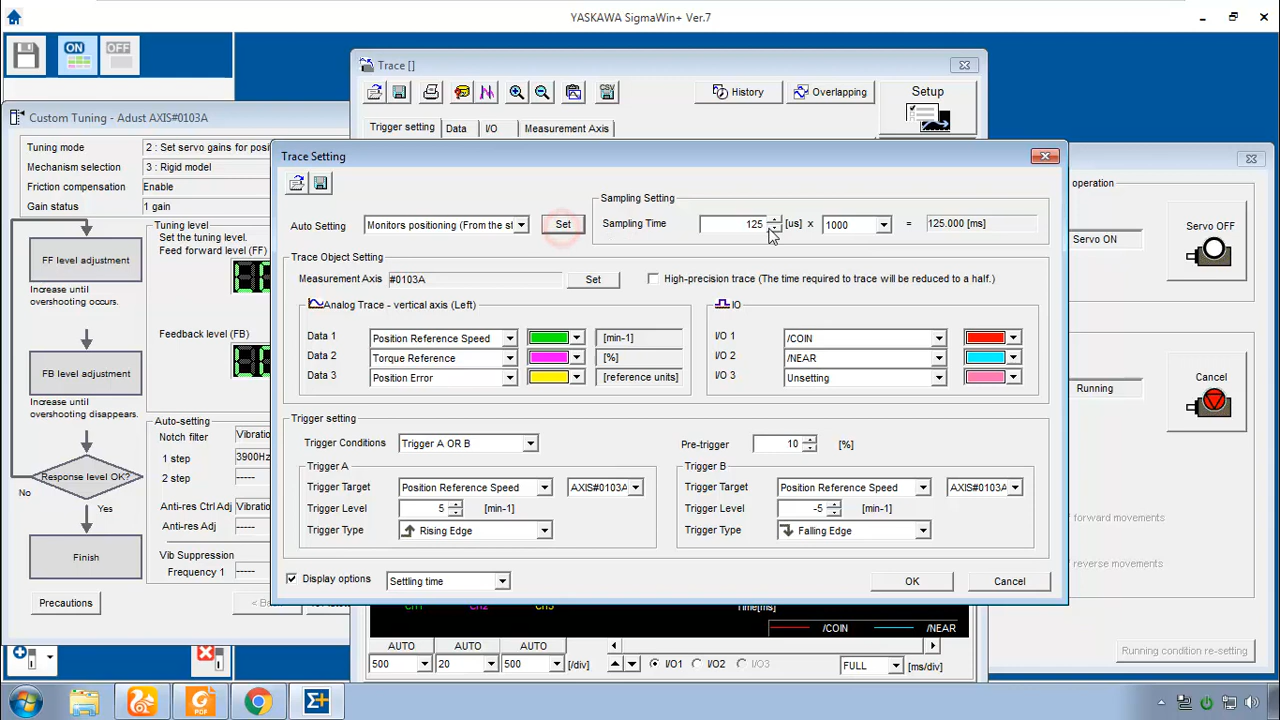 YASKAWA SigmaWin+ Ver.7
ON
OFF
Trace []
History
Overlapping
Setup
CSV
Trigger setting
Data
I/O
Measurement Axis
Custom Tuning - Adust AXIS#0103A
Tuning mode
2 : Set servo gains for posi
Mechanism selection
3 : Rigid model
Friction compensation
Enable
Gain status
1 gain
Tuning level
Set the tuning level.
Feed forward level (FF)
FF level adjustment
Increase until
overshooting occurs.
Feedback level (FB)
FB level adjustment
Increase until
overshooting disappears.
Auto-setting
Notch filter
Vibratio
1 step
3900Hz
2 step
-----
Response level OK?
No
Yes
Anti-res Ctrl Adj
Vibratio
Anti-res Adj
-----
Finish
Vib Suppression
Frequency 1
-----
Precautions
< Ba
Trace Setting
Auto Setting
Monitors positioning (From the st
Set
Sampling Setting
Sampling Time
125
[us] x
1000
=
125.000 [ms]
Trace Object Setting
Measurement Axis
#0103A
Set
High-precision trace (The time required to trace will be reduced to a half.)
Analog Trace - vertical axis (Left)
Data 1
Position Reference Speed
[min-1]
Data 2
Torque Reference
[%]
Data 3
Position Error
[reference units]
IO
I/O 1
/COIN
I/O 2
/NEAR
I/O 3
Unsetting
Trigger setting
Trigger Conditions
Trigger A OR B
Pre-trigger
10
[%]
Trigger A
Trigger Target
Position Reference Speed
AXIS#0103A
Trigger Level
5
[min-1]
Trigger Type
Rising Edge
Trigger B
Trigger Target
Position Reference Speed
AXIS#0103A
Trigger Level
-5
[min-1]
Trigger Type
Falling Edge
Display options
Settling time
OK
Cancel
operation
Servo ON
Servo OFF
Running
Cancel
f forward movements
f reverse movements
Running condition re-setting
CH1
CH2
CH3
Time[ms]
/COIN
/NEAR
AUTO
AUTO
AUTO
500
20
500
[/div]
I/O1
I/O2
I/O3
FULL
[ms/div]
PDF